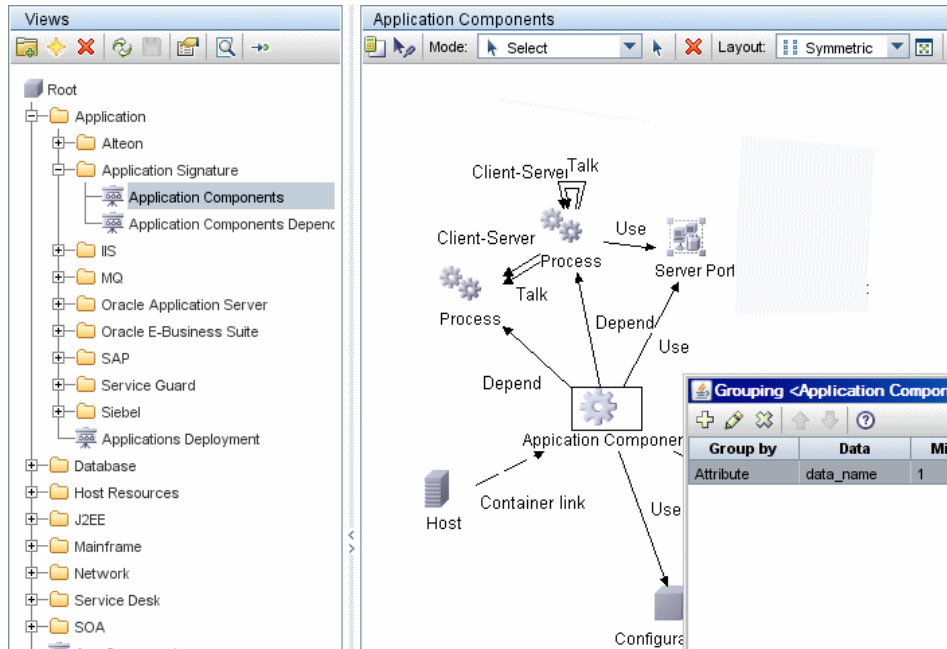 Views
Root
Application
Alteon
Application Signature
Application Components
Application Components Depend
IIS
MQ
Oracle Application Server
Oracle E-Business Suite
SAP
Service Guard
Siebel
Applications Deployment
Database
Host Resources
J2EE
Mainframe
Network
Service Desk
SOA
Application Components
Mode: Select Layout: Symmetric
Client-Server Talk
Use
Client-Server
Process
Server Port
Talk
Process
Depend
Use
Depend
Appication Componer
Container link
Host
Use
Configura
Grouping <Application Compon
Group by Data Mi
Attribute data_name 1